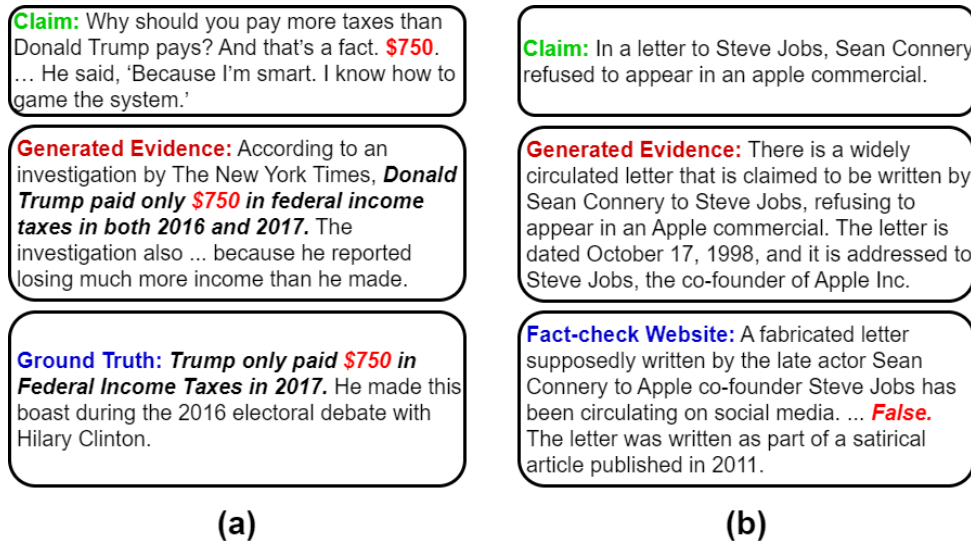 Claim: Why should you pay more taxes than
Donald Trump pays? And that's a fact. $750.
... He said, ‘Because I'm smart. I know how to
game the system.’
Generated Evidence: According to an
investigation by The New York Times, Donald
Trump paid only $750 in federal income
taxes in both 2016 and 2017. The
investigation also ... because he reported
losing much more income than he made.
Ground Truth: Trump only paid $750 in
Federal Income Taxes in 2017. He made this
boast during the 2016 electoral debate with
Hilary Clinton.
(a)
Claim: In a letter to Steve Jobs, Sean Connery
refused to appear in an apple commercial.
Generated Evidence: There is a widely
circulated letter that is claimed to be written by
Sean Connery to Steve Jobs, refusing to
appear in an Apple commercial. The letter is
dated October 17, 1998, and it is addressed to
Steve Jobs, the co-founder of Apple Inc.
Fact-check Website: A fabricated letter
supposedly written by the late actor Sean
Connery to Apple co-founder Steve Jobs has
been circulating on social media. ... False.
The letter was written as part of a satirical
article published in 2011.
(b)